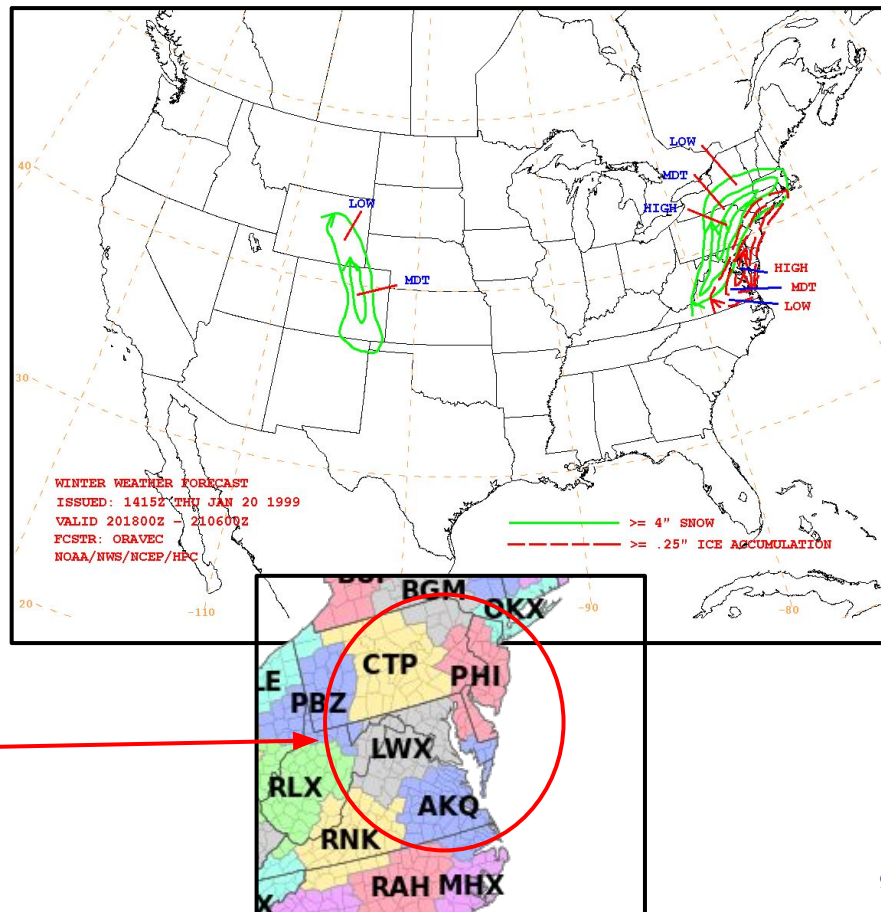 LOW
40
MDT
LOW
HIGH
HIGH
MDT
MDT
LOW
30
WINTER WEATHER FORECAST
ISSUED: 1415Z THU JAN 20 1999
VALID 201800Z - 210600Z
FCSTR: ORAVEC
NOAA/NWS/NCEP/HPC
>= 4" SNOW
>= .25" ICE ACCUMULATION
20
-110
-90
-80
BGM
OKX
CTP
PHI
LE
PBZ
LWX
RLX
AKQ
RNK
RAH
MHX
X